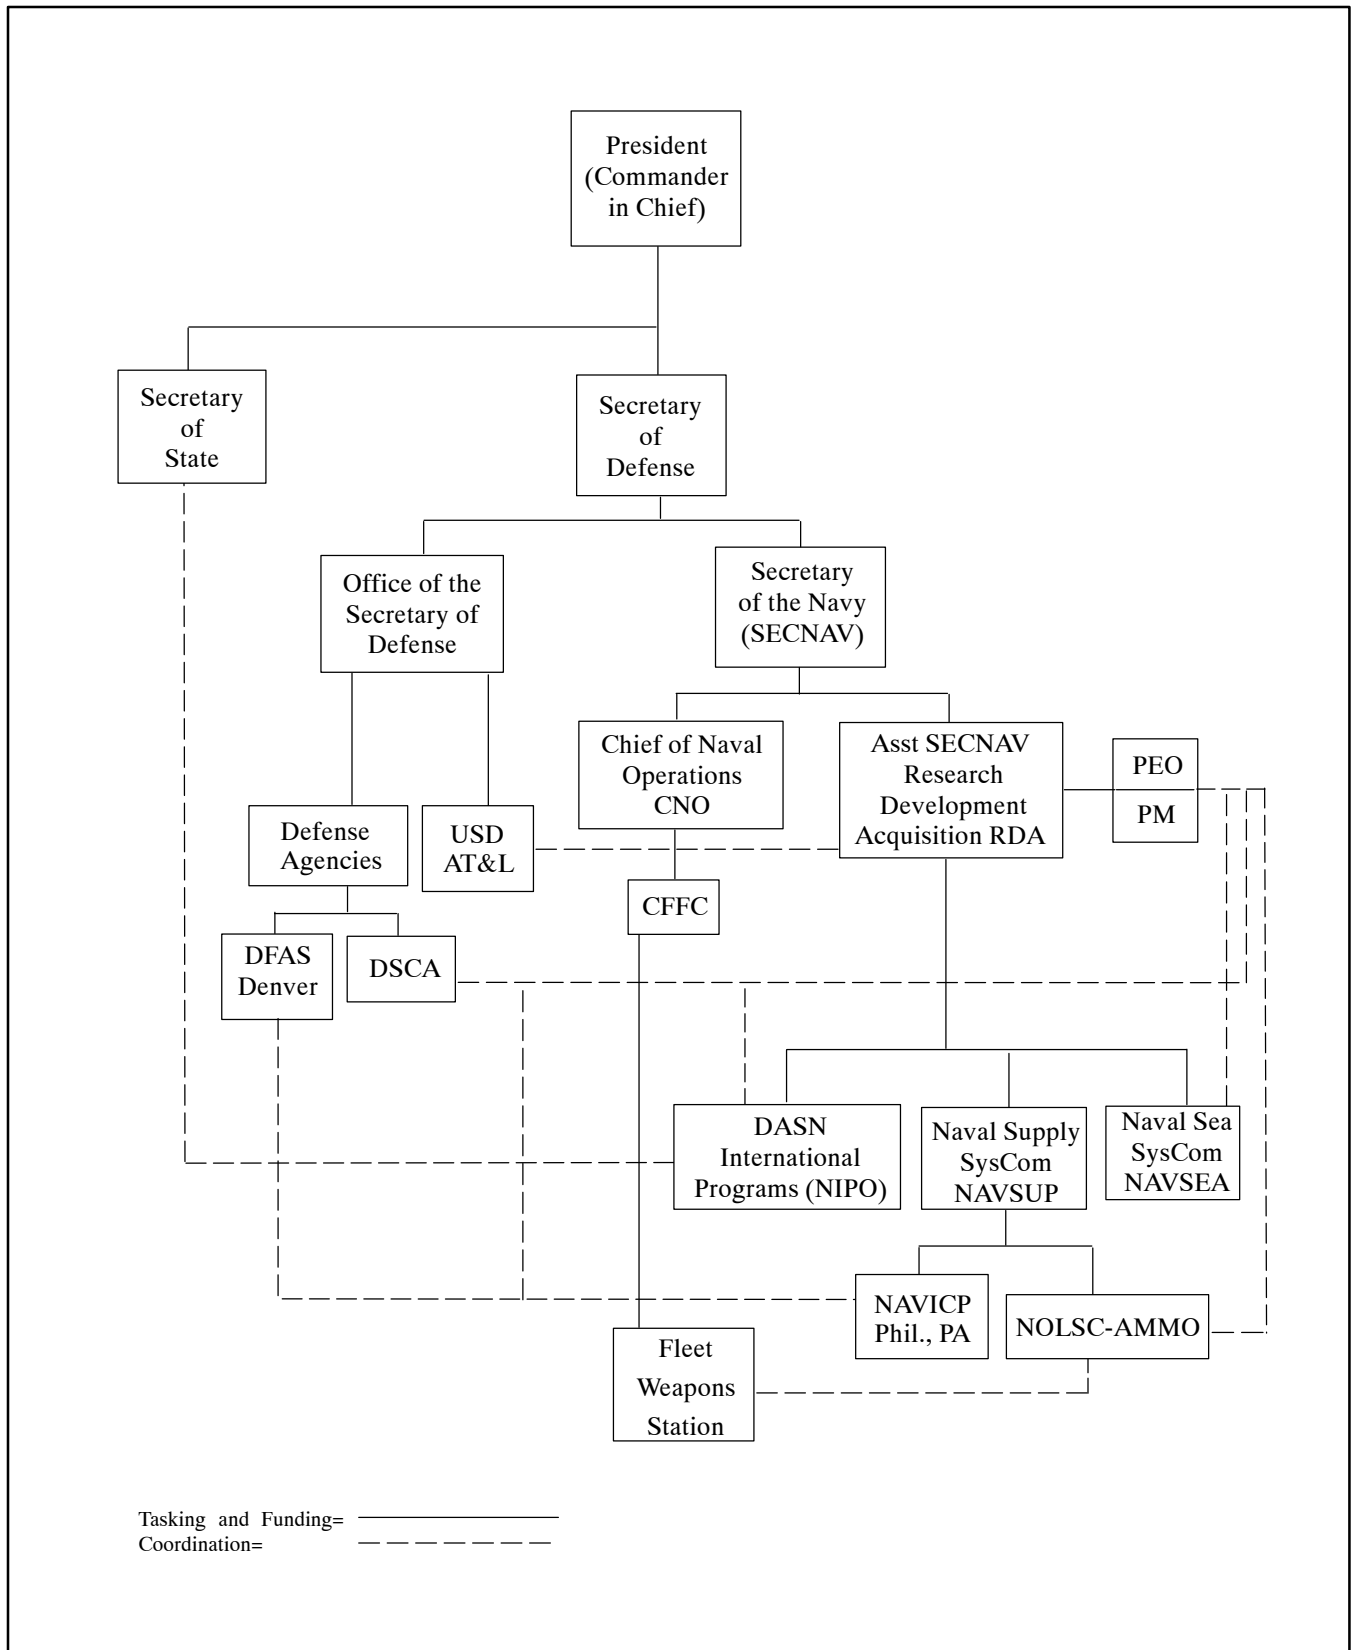 President
(Commander
in Chief)
Secretary
of
State
Secretary
of
Defense
Office of the
Secretary of
Defense
Secretary
of the Navy
(SECNAV)
Chief of Naval
Operations
CNO
Asst SECNAV
Research
Development
Acquisition RDA
PEO
PM
Defense
Agencies
USD
AT&L
CFFC
DFAS
Denver
DSCA
DASN
International
Programs (NIPO)
Naval Supply
SysCom
NAVSUP
Naval Sea
SysCom
NAVSEA
NAVICP
Phil., PA
NOLSC-AMMO
Fleet
Weapons
Station
Tasking and Funding=
Coordination=